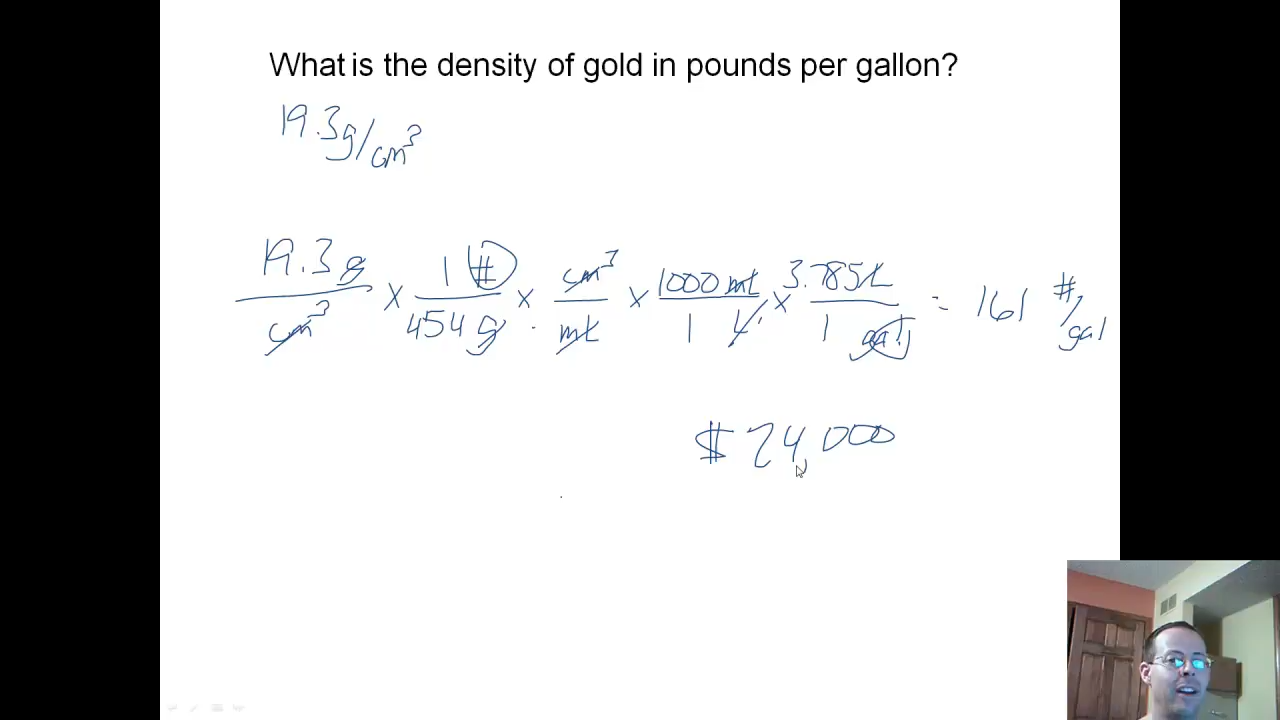 What is the density of gold in pounds per gallon?
19.3g/cm³
19.3 g/cm³ × 1 #/454 g × cm³/mL × 1000 mL/1 L × 3.785 L/1 gal = 161 #/gal
$ 24,000